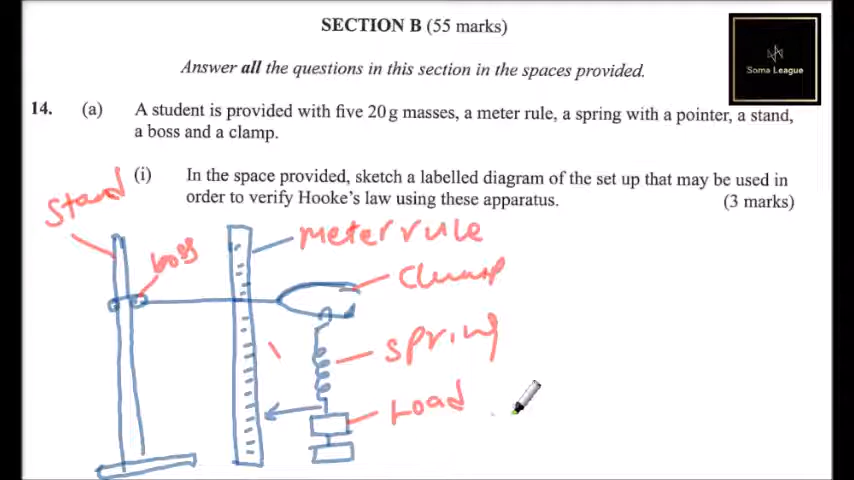 SECTION B (55 marks)
Answer all the questions in this section in the spaces provided.
Soma League
14. (a) A student is provided with five 20 g masses, a meter rule, a spring with a pointer, a stand,
a boss and a clamp.
(i) In the space provided, sketch a labelled diagram of the set up that may be used in
order to verify Hooke's law using these apparatus. (3 marks)
Stand
boss
meter rule
clamp
spring
Load